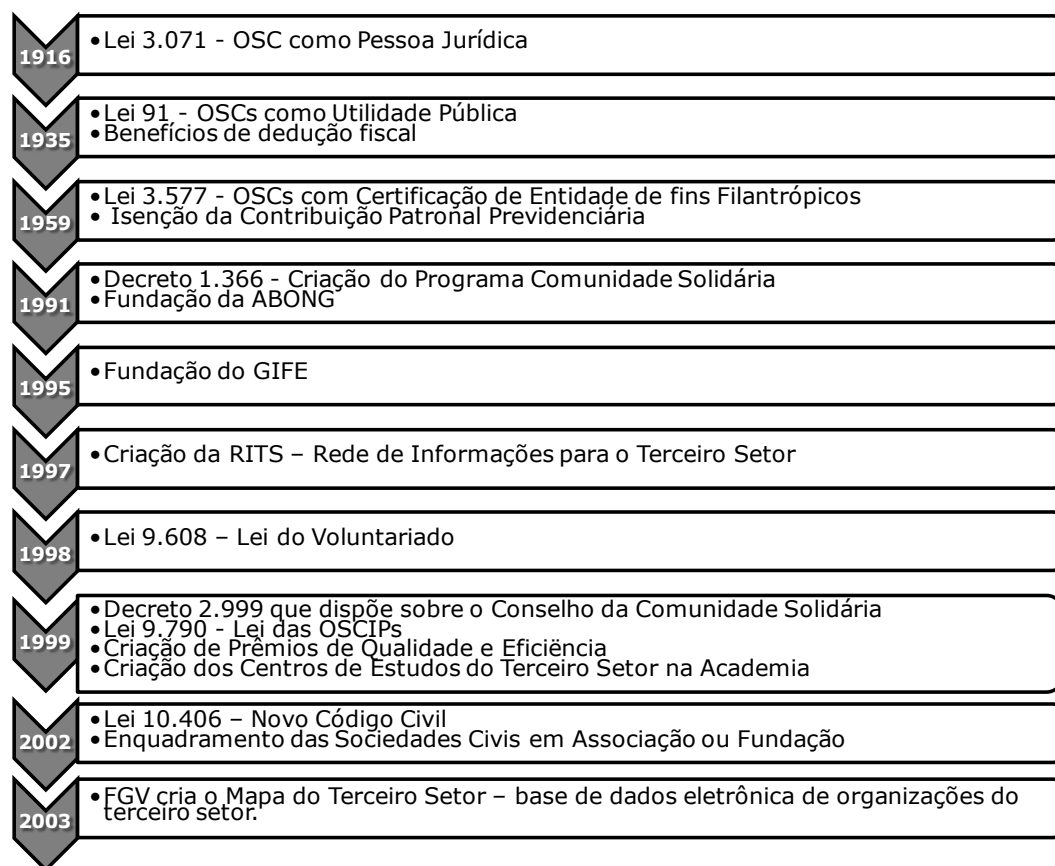 1916
•Lei 3.071 - OSC como Pessoa Jurídica
1935
•Lei 91 - OSCs como Utilidade Pública
•Benefícios de dedução fiscal
1959
•Lei 3.577 - OSCs com Certificação de Entidade de fins Filantrópicos
• Isenção da Contribuição Patronal Previdenciária
1991
•Decreto 1.366 - Criação do Programa Comunidade Solidária
•Fundação da ABONG
1995
•Fundação do GIFE
1997
•Criação da RITS – Rede de Informações para o Terceiro Setor
1998
•Lei 9.608 – Lei do Voluntariado
1999
•Decreto 2.999 que dispõe sobre o Conselho da Comunidade Solidária
•Lei 9.790 - Lei das OSCIPs
•Criação de Prêmios de Qualidade e Eficiëncia
•Criação dos Centros de Estudos do Terceiro Setor na Academia
2002
•Lei 10.406 – Novo Código Civil
•Enquadramento das Sociedades Civis em Associação ou Fundação
2003
•FGV cria o Mapa do Terceiro Setor – base de dados eletrônica de organizações do
terceiro setor.